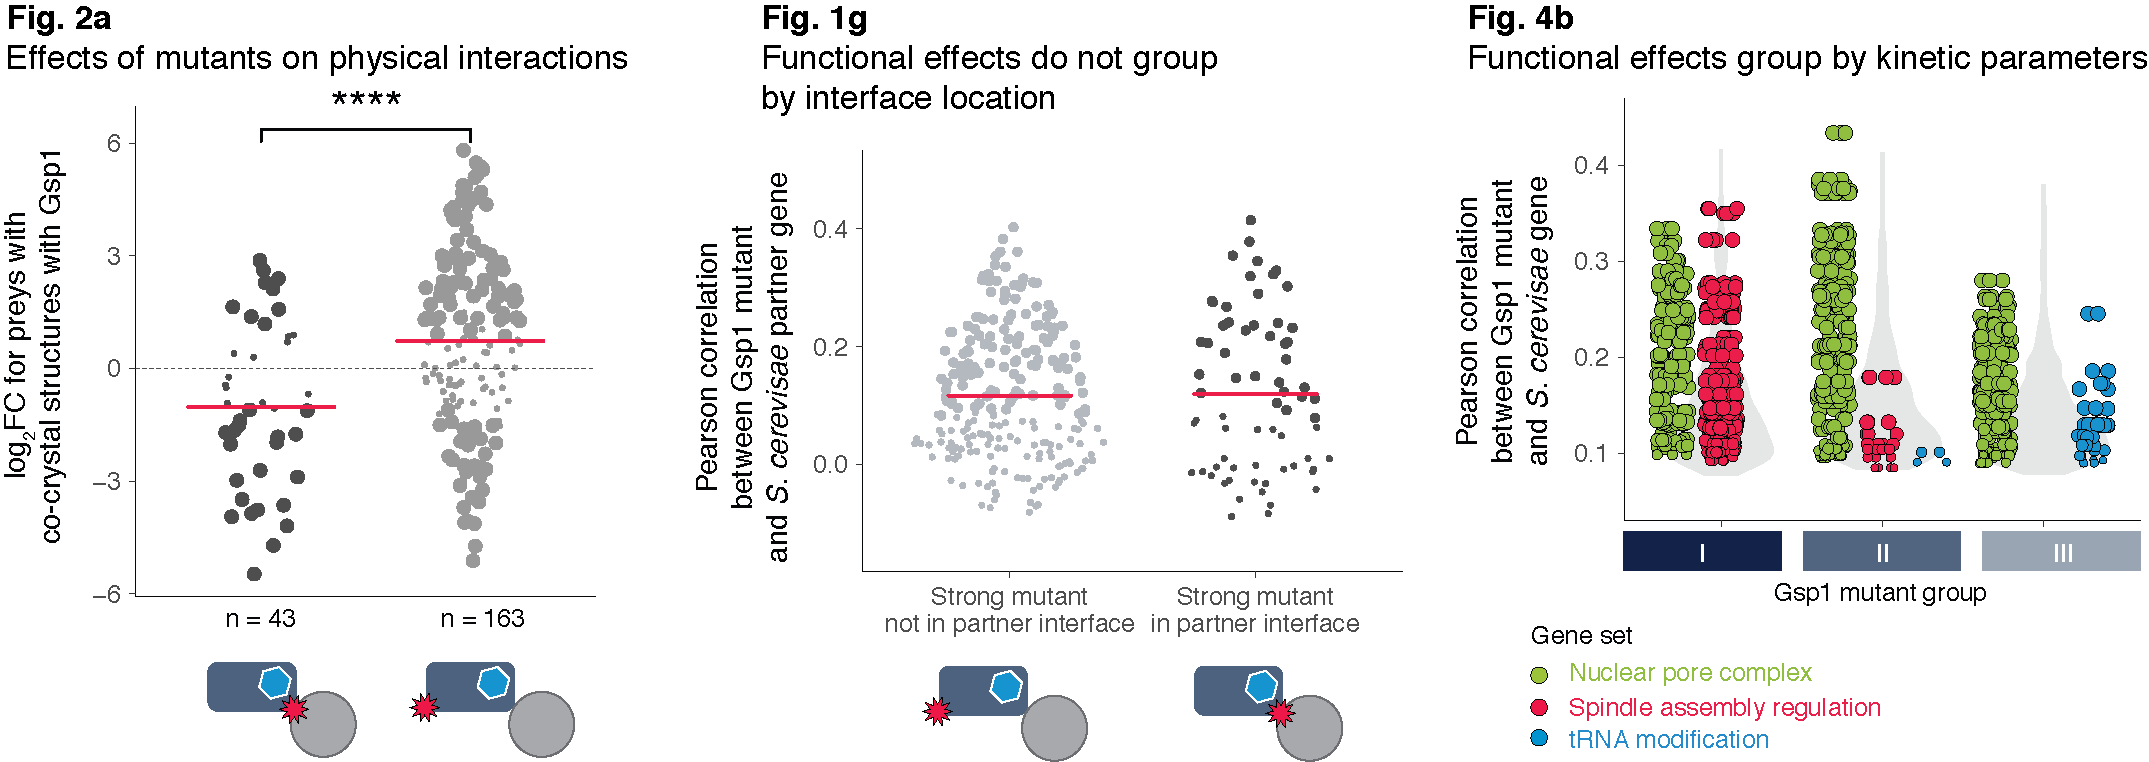 Fig. 2a
Effects of mutants on physical interactions
****
log2FC for preys with
co-crystal structures with Gsp1
6
3
0
−3
−6
n = 43
n = 163
Fig. 1g
Functional effects do not group
by interface location
Pearson correlation
between Gsp1 mutant
and S. cerevisae partner gene
0.4
0.2
0.0
Strong mutant
not in partner interface
Strong mutant
in partner interface
Fig. 4b
Functional effects group by kinetic parameters
Pearson correlation
between Gsp1 mutant
and S. cerevisae gene
0.4
0.3
0.2
0.1
I
II
III
Gsp1 mutant group
Gene set
Nuclear pore complex
Spindle assembly regulation
tRNA modification